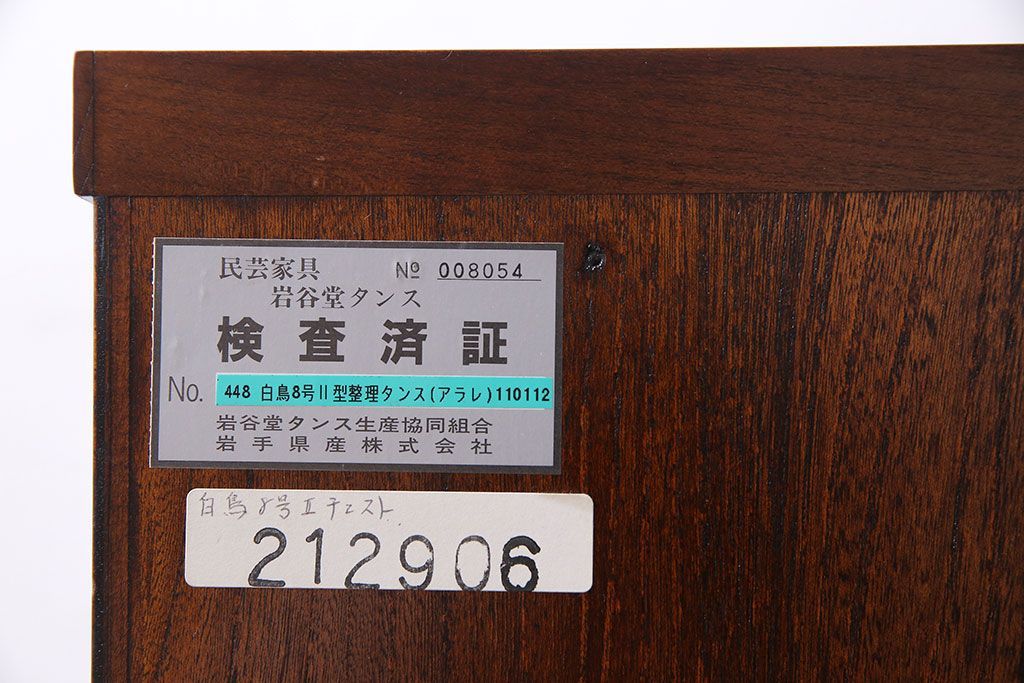 民芸家具 № 008054
岩谷堂タンス
検査済証
No. 448 白鳥8号II型整理タンス(アラレ)110112
岩谷堂タンス生産協同組合
岩手県産株式会社
白鳥8号Ⅱチェスト
212906